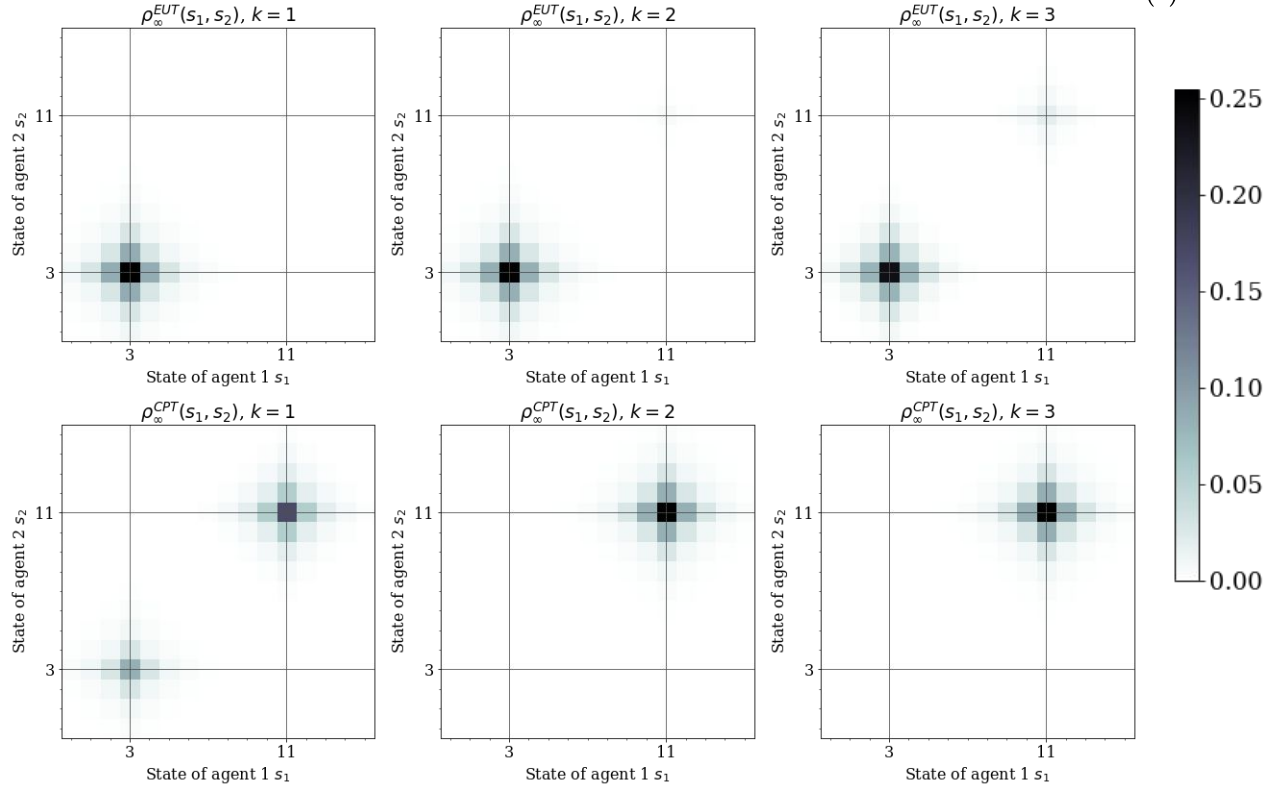 ρ_∞^{EUT}(s₁, s₂), k = 1
ρ_∞^{EUT}(s₁, s₂), k = 2
ρ_∞^{EUT}(s₁, s₂), k = 3
State of agent 2 s₂
11
3
3
11
State of agent 1 s₁
State of agent 2 s₂
11
3
3
11
State of agent 1 s₁
State of agent 2 s₂
11
3
3
11
State of agent 1 s₁
0.25
0.20
0.15
0.10
0.05
0.00
ρ_∞^{CPT}(s₁, s₂), k = 1
ρ_∞^{CPT}(s₁, s₂), k = 2
ρ_∞^{CPT}(s₁, s₂), k = 3
State of agent 2 s₂
11
3
3
11
State of agent 1 s₁
State of agent 2 s₂
11
3
3
11
State of agent 1 s₁
State of agent 2 s₂
11
3
3
11
State of agent 1 s₁